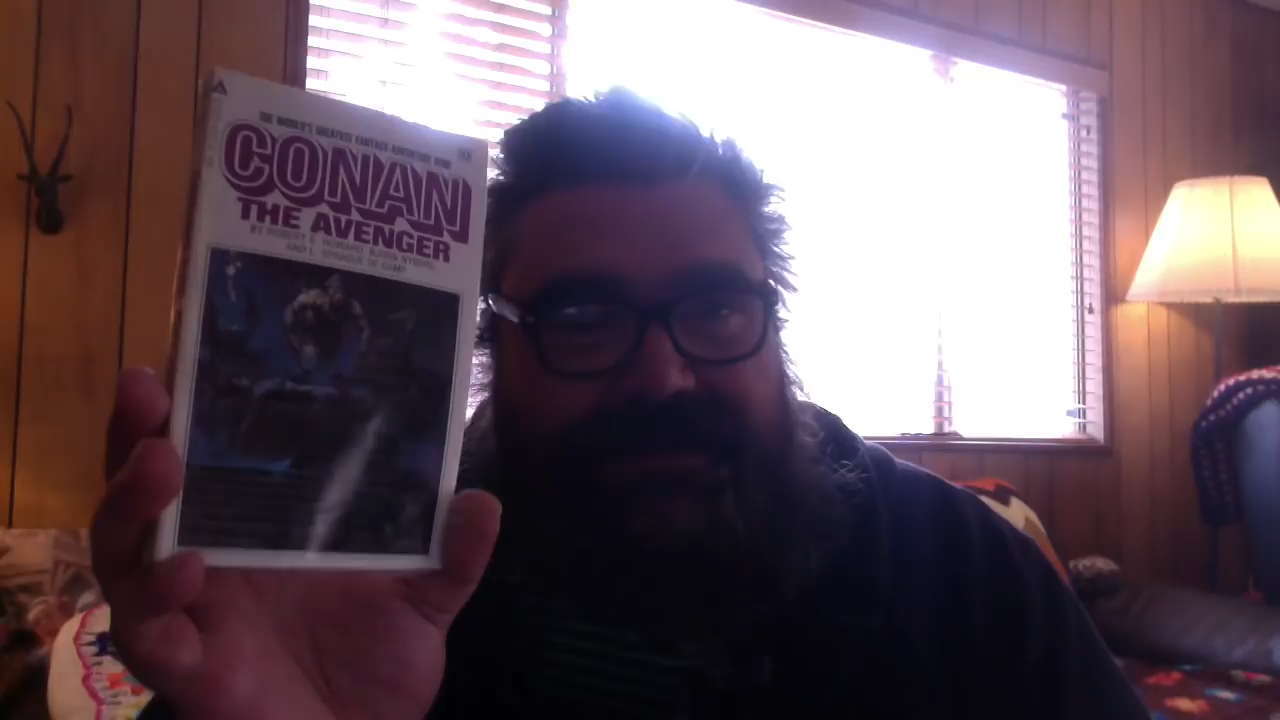 THE WORLD'S GREATEST FANTASY-ADVENTURE HERO
CONAN
THE AVENGER
BY ROBERT E. HOWARD, BJORN NYBERG,
AND L. SPRAGUE DE CAMP